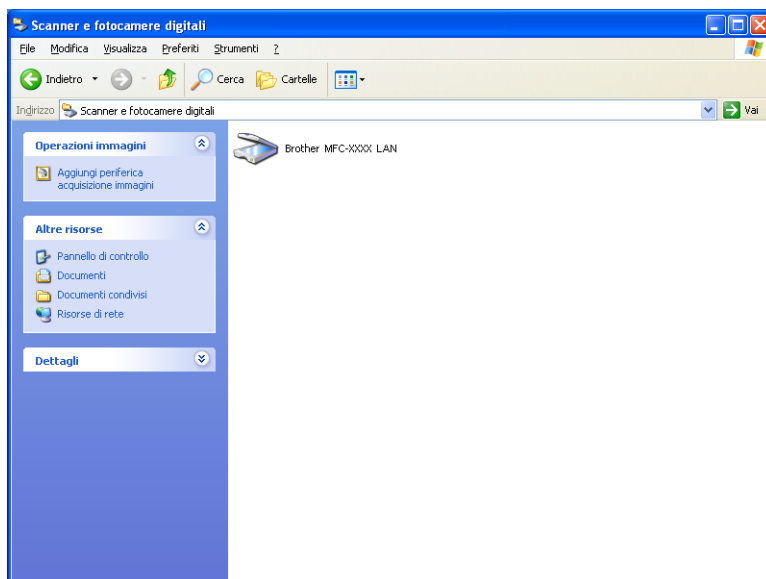 Scanner e fotocamere digitali
File Modifica Visualizza Preferiti Strumenti ?
Indietro Cerca Cartelle
Indirizzo Scanner e fotocamere digitali Vai
Operazioni immagini
Aggiungi periferica
acquisizione immagini
Altre risorse
Pannello di controllo
Documenti
Documenti condivisi
Risorse di rete
Dettagli
Brother MFC-XXXX LAN